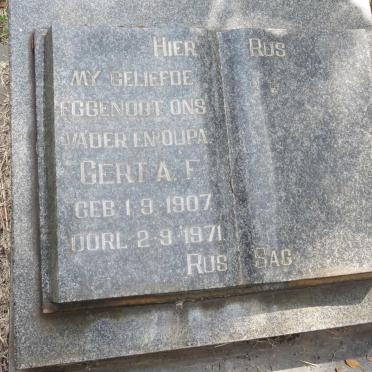 HIER RUS
MY GELIEFDE
EGGENOOT ONS
VADER EN OUPA.
GERT A. F.
GEB 1.9.1907
OORL 2.9.1971
RUS SAG